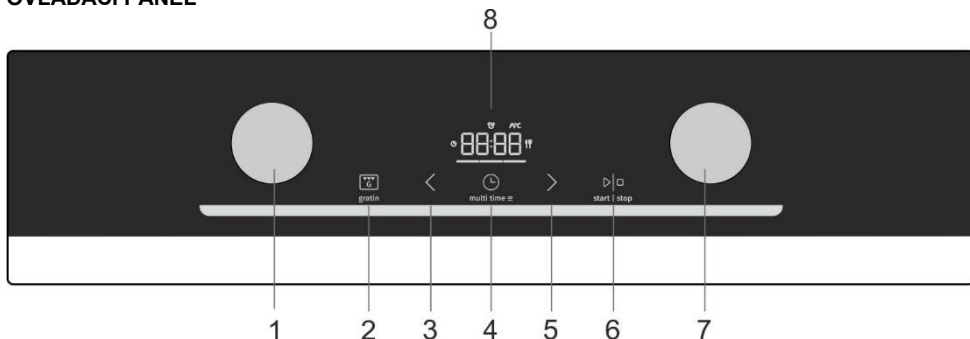 OVLÁDACÍ PANEL
8
88:88
G
gratin
multi time ≡
start | stop
1 2 3 4 5 6 7